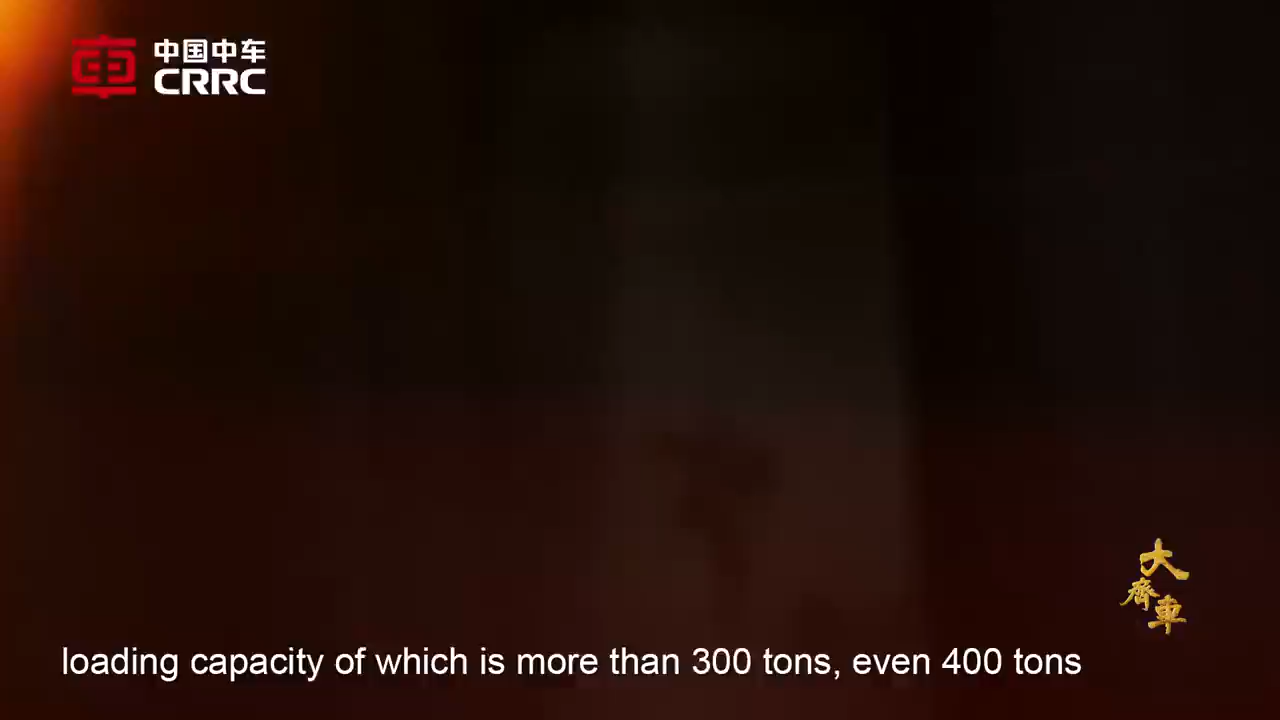 中国中车
CRRC
大
齊
車
loading capacity of which is more than 300 tons, even 400 tons